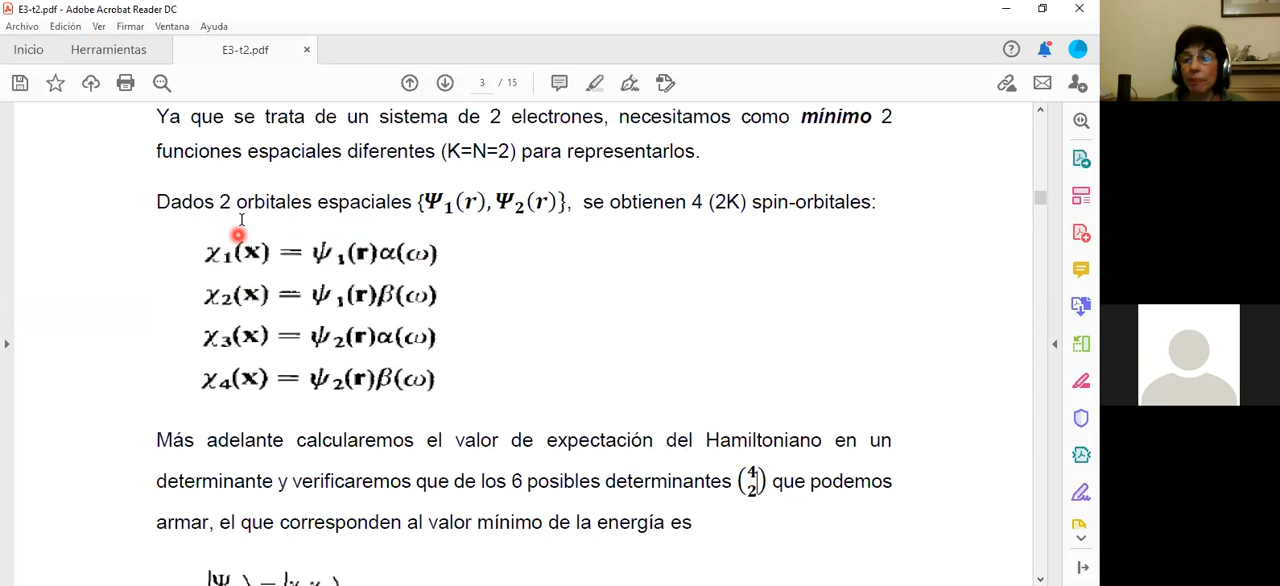 E3-t2.pdf - Adobe Acrobat Reader DC
Archivo Edición Ver Firmar Ventana Ayuda
Inicio Herramientas E3-t2.pdf ×
3 / 15
Ya que se trata de un sistema de 2 electrones, necesitamos como mínimo 2
funciones espaciales diferentes (K=N=2) para representarlos.
Dados 2 orbitales espaciales {Ψ₁(r), Ψ₂(r)}, se obtienen 4 (2K) spin-orbitales:
χ₁(x) = ψ₁(r)α(ω)
χ₂(x) = ψ₁(r)β(ω)
χ₃(x) = ψ₂(r)α(ω)
χ₄(x) = ψ₂(r)β(ω)
Más adelante calcularemos el valor de expectación del Hamiltoniano en un
determinante y verificaremos que de los 6 posibles determinantes (4 2) que podemos
armar, el que corresponden al valor mínimo de la energía es